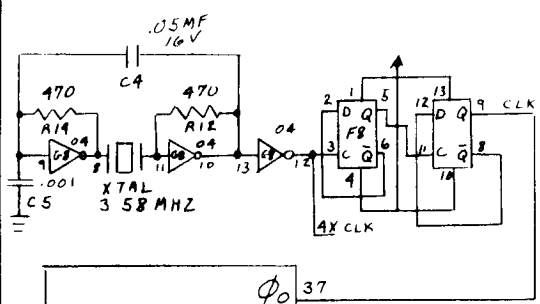 .05MF
16V
C4
470
R14
470
R12
04
G8
9
8
.001
C5
XTAL
3 58 MHZ
04
G8
11
10
04
G8
13
12
1
2
D
Q
5
F8
3
C
Q̅
6
4
4X CLK
13
12
D
Q
9
CLK
11
C
Q̅
8
10
ϕ0
37